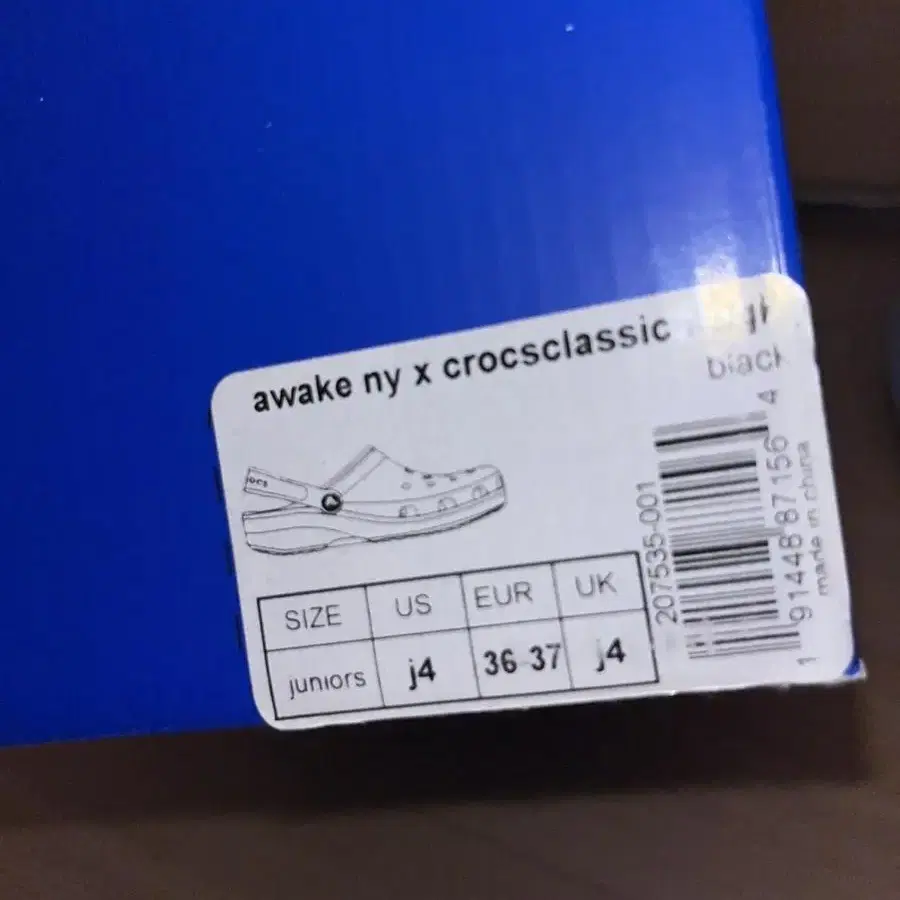 awake ny x crocsclassic
black
ocs
SIZE US EUR UK
juniors j4 36 37 j4
207535-001
1 91448 87156 4
made in china